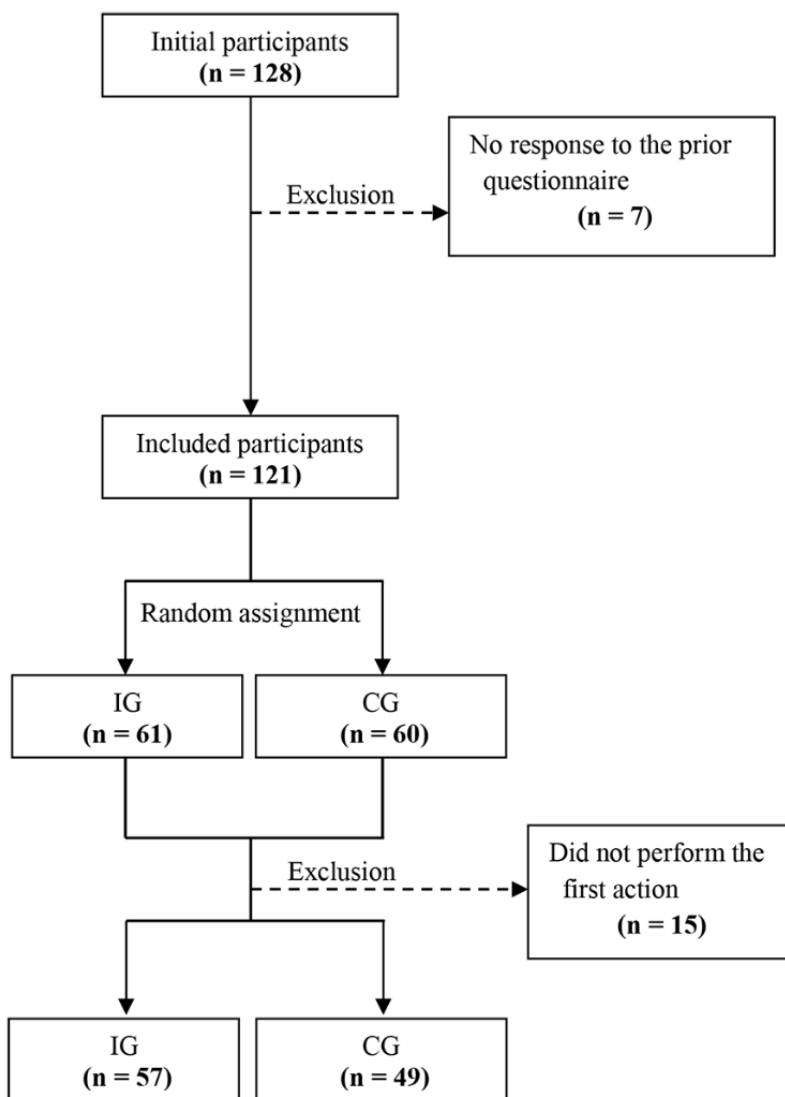 Initial participants
(n = 128)
No response to the prior
questionnaire
(n = 7)
Exclusion
Included participants
(n = 121)
Random assignment
IG
(n = 61)
CG
(n = 60)
Did not perform the
first action
(n = 15)
Exclusion
IG
(n = 57)
CG
(n = 49)